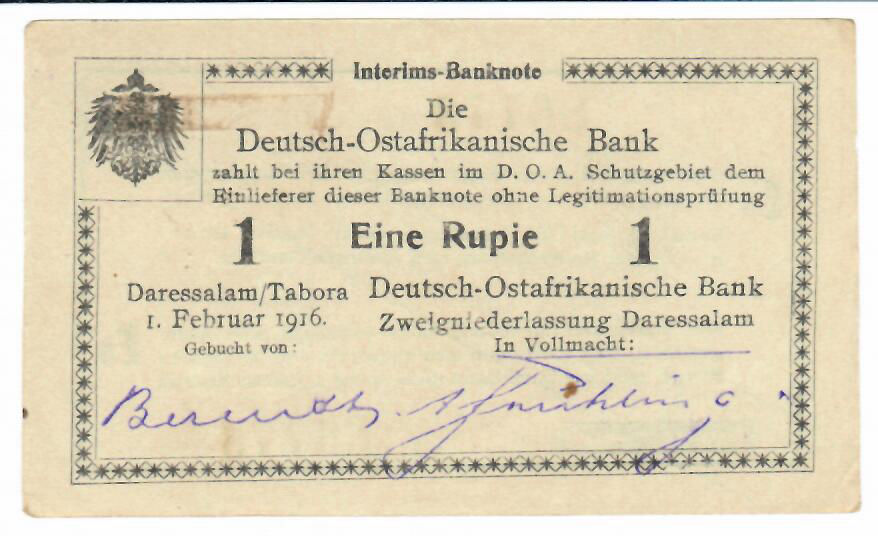 Interims-Banknote
Die
Deutsch-Ostafrikanische Bank
zahlt bei ihren Kassen im D. O. A. Schutzgebiet dem
Einlieferer dieser Banknote ohne Legitimationsprüfung
1 Eine Rupie 1
Daressalam/Tabora
1. Februar 1916.
Gebucht von:
Deutsch-Ostafrikanische Bank
Zweigniederlassung Daressalam
In Vollmacht: